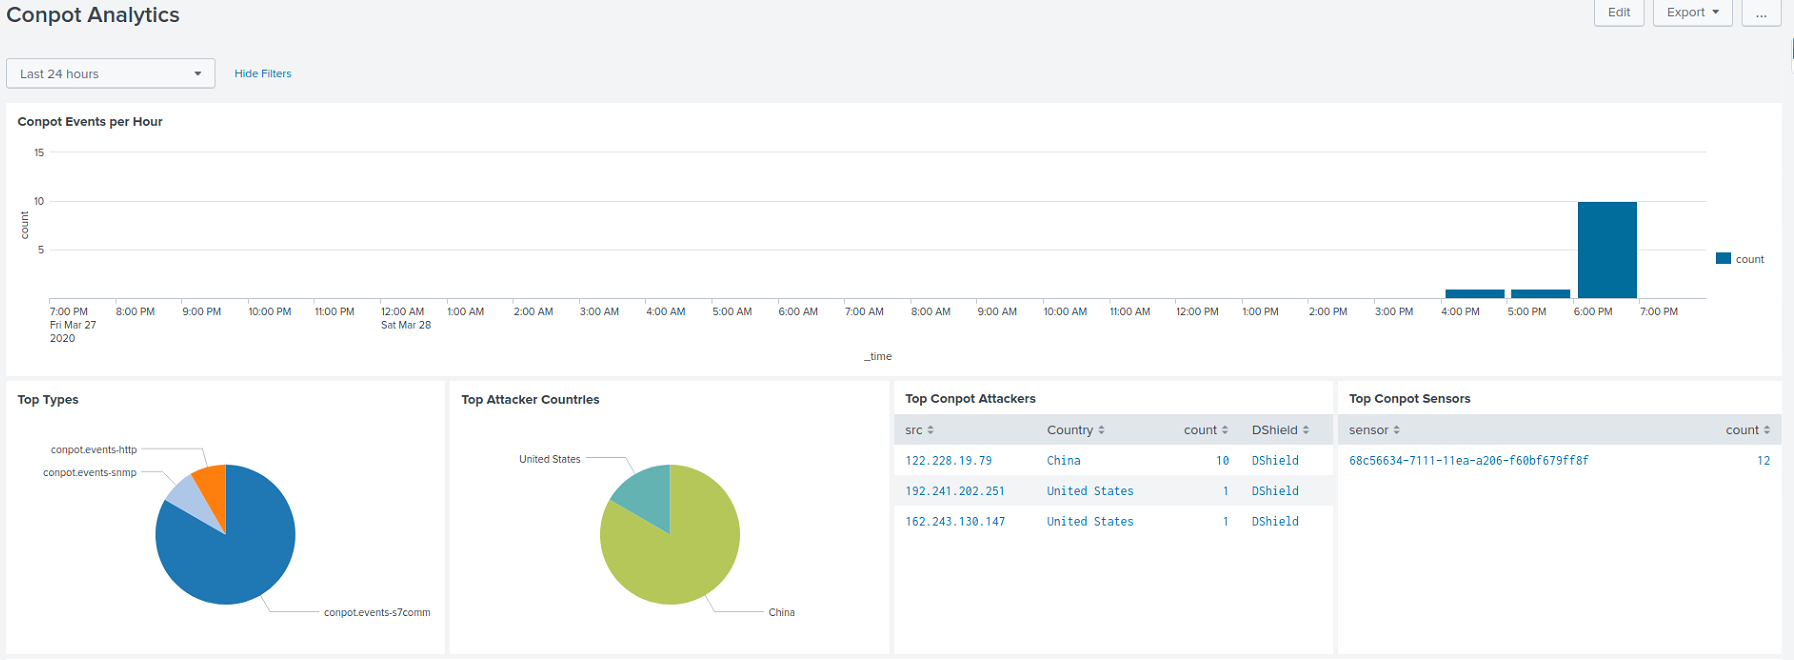 Conpot Analytics
Edit
Export
...
Last 24 hours
Hide Filters
Conpot Events per Hour
15
10
5
count
count
7:00 PM 8:00 PM 9:00 PM 10:00 PM 11:00 PM 12:00 AM 1:00 AM 2:00 AM 3:00 AM 4:00 AM 5:00 AM 6:00 AM 7:00 AM 8:00 AM 9:00 AM 10:00 AM 11:00 AM 12:00 PM 1:00 PM 2:00 PM 3:00 PM 4:00 PM 5:00 PM 6:00 PM 7:00 PM
Fri Mar 27 Sat Mar 28
2020
_time
Top Types
conpot.events-http
conpot.events-snmp
conpot.events-s7comm
Top Attacker Countries
United States
China
Top Conpot Attackers
src Country count DShield
122.228.19.79 China 10 DShield
192.241.202.251 United States 1 DShield
162.243.130.147 United States 1 DShield
Top Conpot Sensors
sensor count
68c56634-7111-11ea-a206-f60bf679ff8f 12